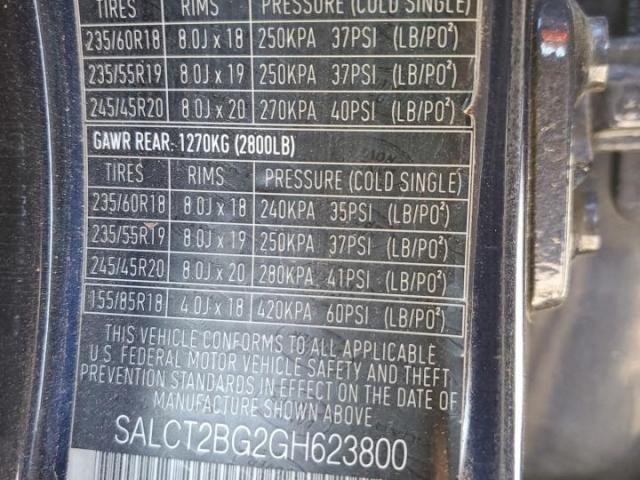 TIRES RIMS PRESSURE (COLD SINGLE)
235/60R18 8.0J x 18 250KPA 37PSI (LB/PO²)
235/55R19 8.0J x 19 250KPA 37PSI (LB/PO²)
245/45R20 8.0J x 20 270KPA 40PSI (LB/PO²)
GAWR REAR: 1270KG (2800LB)
TIRES RIMS PRESSURE (COLD SINGLE)
235/60R18 8.0J x 18 240KPA 35PSI (LB/PO²)
235/55R19 8.0J x 19 250KPA 37PSI (LB/PO²)
245/45R20 8.0J x 20 280KPA 41PSI (LB/PO²)
155/85R18 4.0J x 18 420KPA 60PSI (LB/PO²)
THIS VEHICLE CONFORMS TO ALL APPLICABLE
U.S. FEDERAL MOTOR VEHICLE SAFETY AND THEFT
PREVENTION STANDARDS IN EFFECT ON THE DATE
OF MANUFACTURE SHOWN ABOVE.
SALCT2BG2GH623800